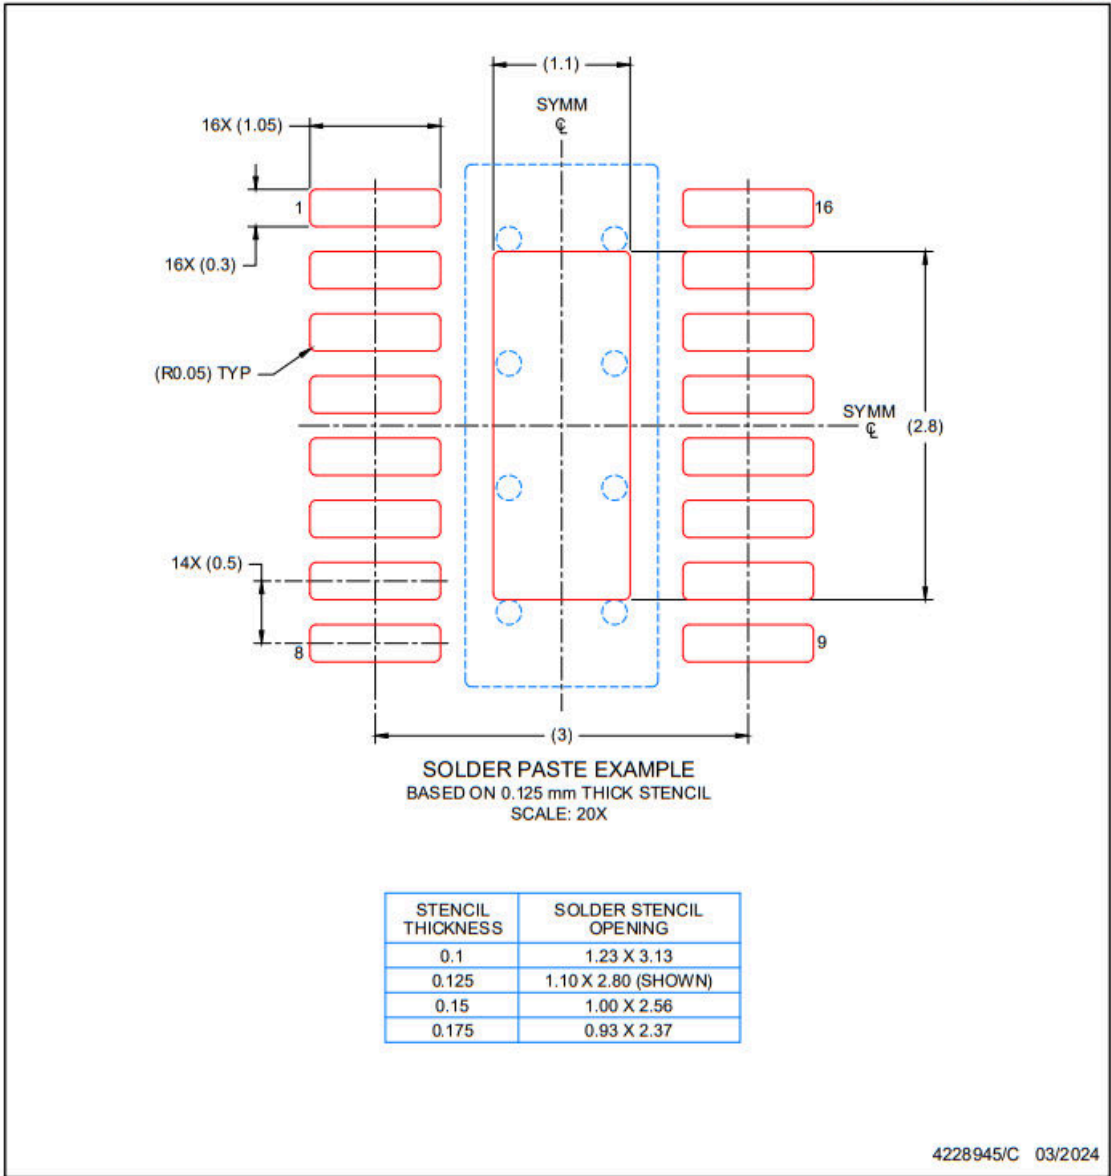 (1.1)
SYMM
℄
16X (1.05)
1
16
16X (0.3)
(R0.05) TYP
SYMM
℄
(2.8)
14X (0.5)
8
9
(3)
SOLDER PASTE EXAMPLE
BASED ON 0.125 mm THICK STENCIL
SCALE: 20X
STENCIL THICKNESS
SOLDER STENCIL OPENING
0.1
1.23 X 3.13
0.125
1.10 X 2.80 (SHOWN)
0.15
1.00 X 2.56
0.175
0.93 X 2.37
4228945/C 03/2024